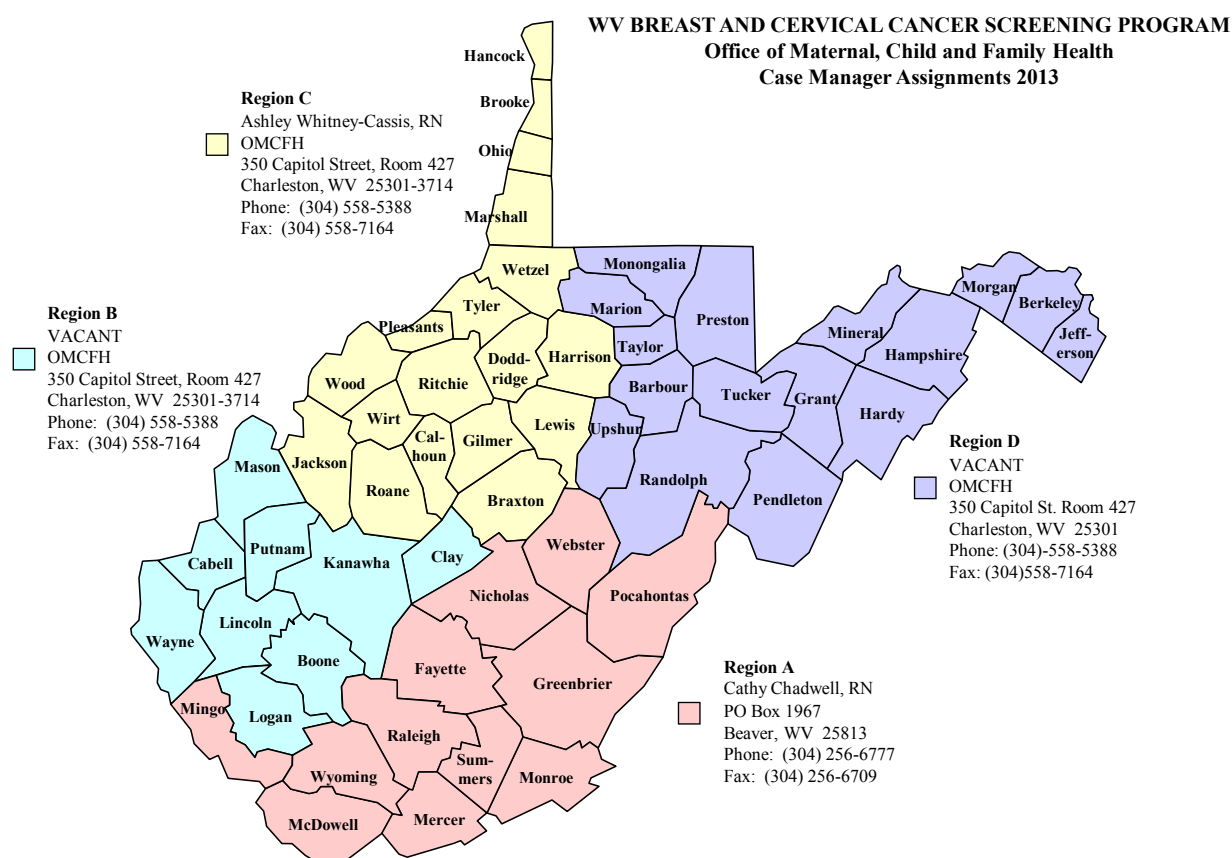 WV BREAST AND CERVICAL CANCER SCREENING PROGRAM
Office of Maternal, Child and Family Health
Case Manager Assignments 2013
Region C
Ashley Whitney-Cassis, RN
OMCFH
350 Capitol Street, Room 427
Charleston, WV 25301-3714
Phone: (304) 558-5388
Fax: (304) 558-7164
Region B
VACANT
OMCFH
350 Capitol Street, Room 427
Charleston, WV 25301-3714
Phone: (304) 558-5388
Fax: (304) 558-7164
Region D
VACANT
OMCFH
350 Capitol St. Room 427
Charleston, WV 25301
Phone: (304)-558-5388
Fax: (304)558-7164
Region A
Cathy Chadwell, RN
PO Box 1967
Beaver, WV 25813
Phone: (304) 256-6777
Fax: (304) 256-6709
Hancock
Brooke
Ohio
Marshall
Wetzel
Monongalia
Marion
Preston
Tyler
Pleasants
Taylor
Dodd-
ridge
Harrison
Ritchie
Wood
Wirt
Barbour
Tucker
Grant
Mineral
Hampshire
Morgan
Berkeley
Jeff-
erson
Hardy
Lewis
Upshur
Gilmer
Cal-
houn
Jackson
Roane
Braxton
Randolph
Pendleton
Mason
Putnam
Cabell
Kanawha
Clay
Webster
Nicholas
Pocahontas
Wayne
Lincoln
Boone
Fayette
Greenbrier
Mingo
Logan
Raleigh
Sum-
mers
Monroe
Wyoming
McDowell
Mercer